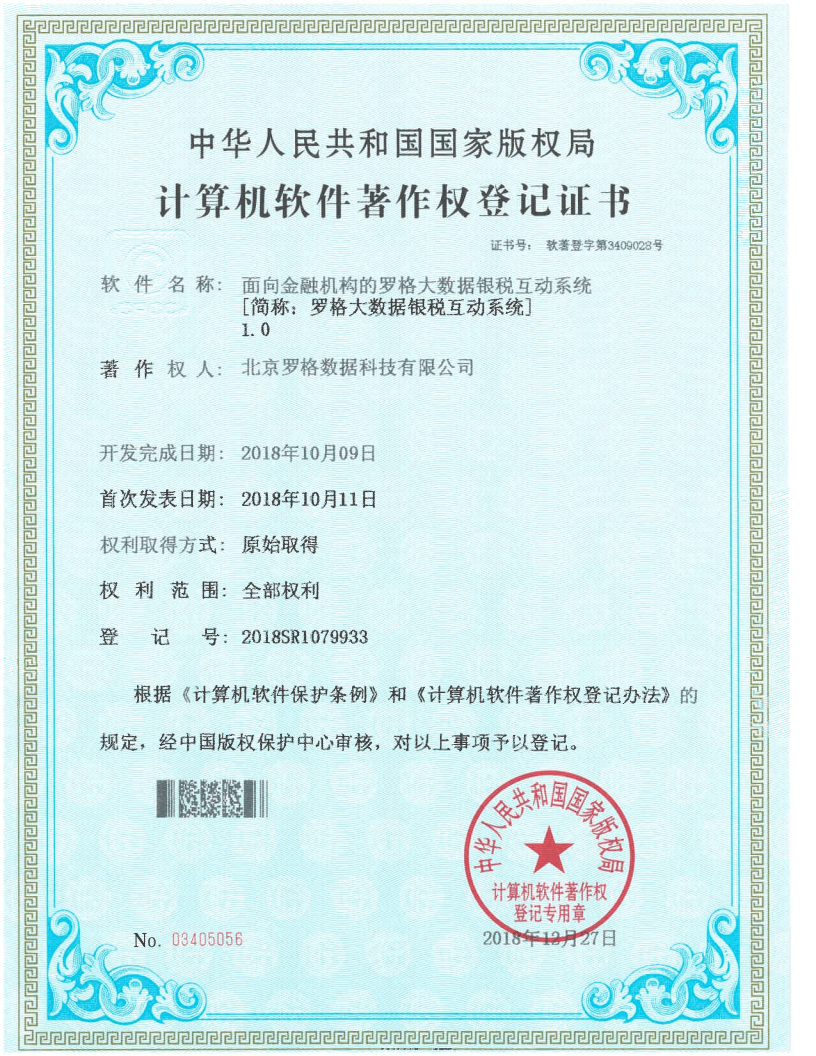 中华人民共和国国家版权局
计算机软件著作权登记证书
证书号： 软著登字第3409028号
软件名称： 面向金融机构的罗格大数据银税互动系统
[简称：罗格大数据银税互动系统]
1.0
著作权人： 北京罗格数据科技有限公司
开发完成日期： 2018年10月09日
首次发表日期： 2018年10月11日
权利取得方式： 原始取得
权利范围： 全部权利
登记号： 2018SR1079933
根据《计算机软件保护条例》和《计算机软件著作权登记办法》的
规定，经中国版权保护中心审核，对以上事项予以登记。
中华人民共和国国家版权局
计算机软件著作权
登记专用章
No. 03405056
2018年12月27日